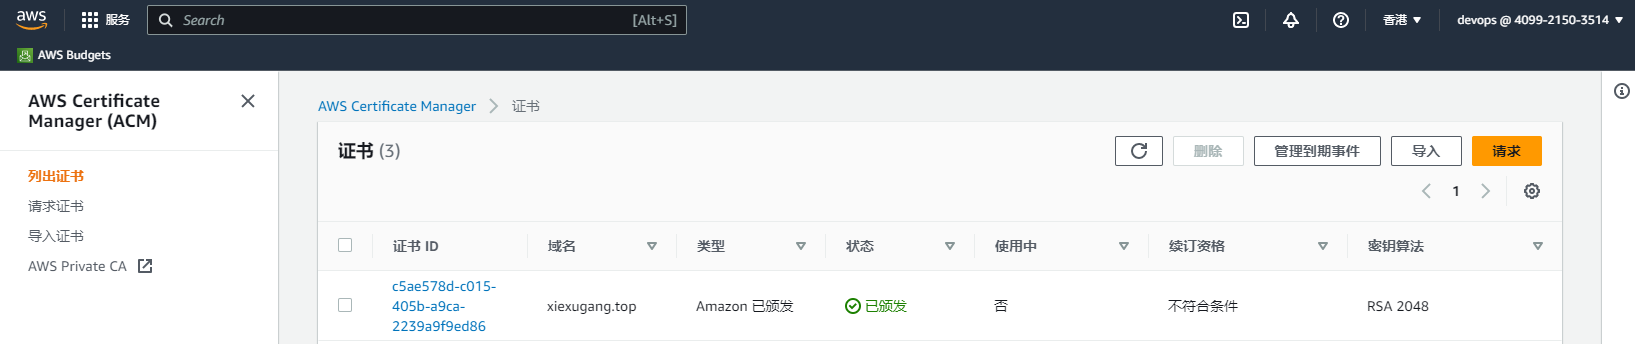 aws
服务
Search
[Alt+S]
香港
devops @ 4099-2150-3514
AWS Budgets
AWS Certificate
Manager (ACM)
列出证书
请求证书
导入证书
AWS Private CA
AWS Certificate Manager
证书
证书 (3)
删除
管理到期事件
导入
请求
1
证书 ID
域名
类型
状态
使用中
续订资格
密钥算法
c5ae578d-c015-
405b-a9ca-
2239a9f9ed86
xiexugang.top
Amazon 已颁发
已颁发
否
不符合条件
RSA 2048